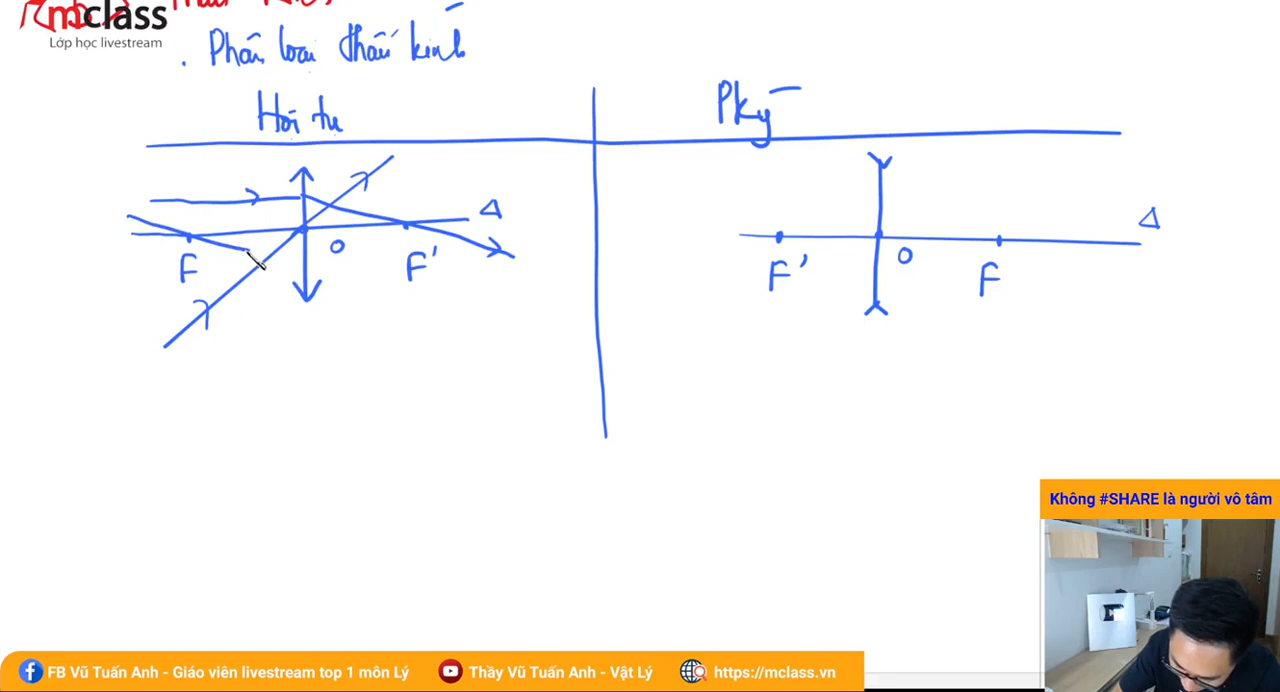 mclass
Lớp học livestream
. Phân loại thấu kính
Hội tụ
Pkỳ
Δ
O
F
F'
Δ
O
F'
F
Không #SHARE là người vô tâm
FB Vũ Tuấn Anh - Giáo viên livestream top 1 môn Lý
Thầy Vũ Tuấn Anh - Vật Lý
https://mclass.vn